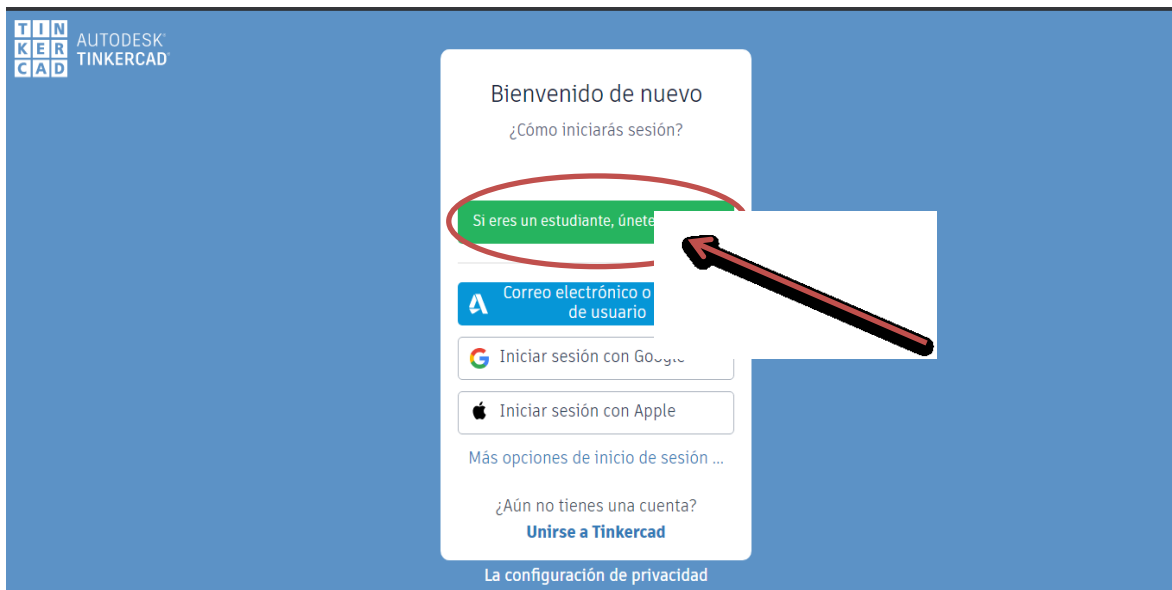 TIN
KER
CAD
AUTODESK®
TINKERCAD®
Bienvenido de nuevo
¿Cómo iniciarás sesión?
Si eres un estudiante, únete
Correo electrónico o
de usuario
Iniciar sesión con Google
Iniciar sesión con Apple
Más opciones de inicio de sesión ...
¿Aún no tienes una cuenta?
Unirse a Tinkercad
La configuración de privacidad